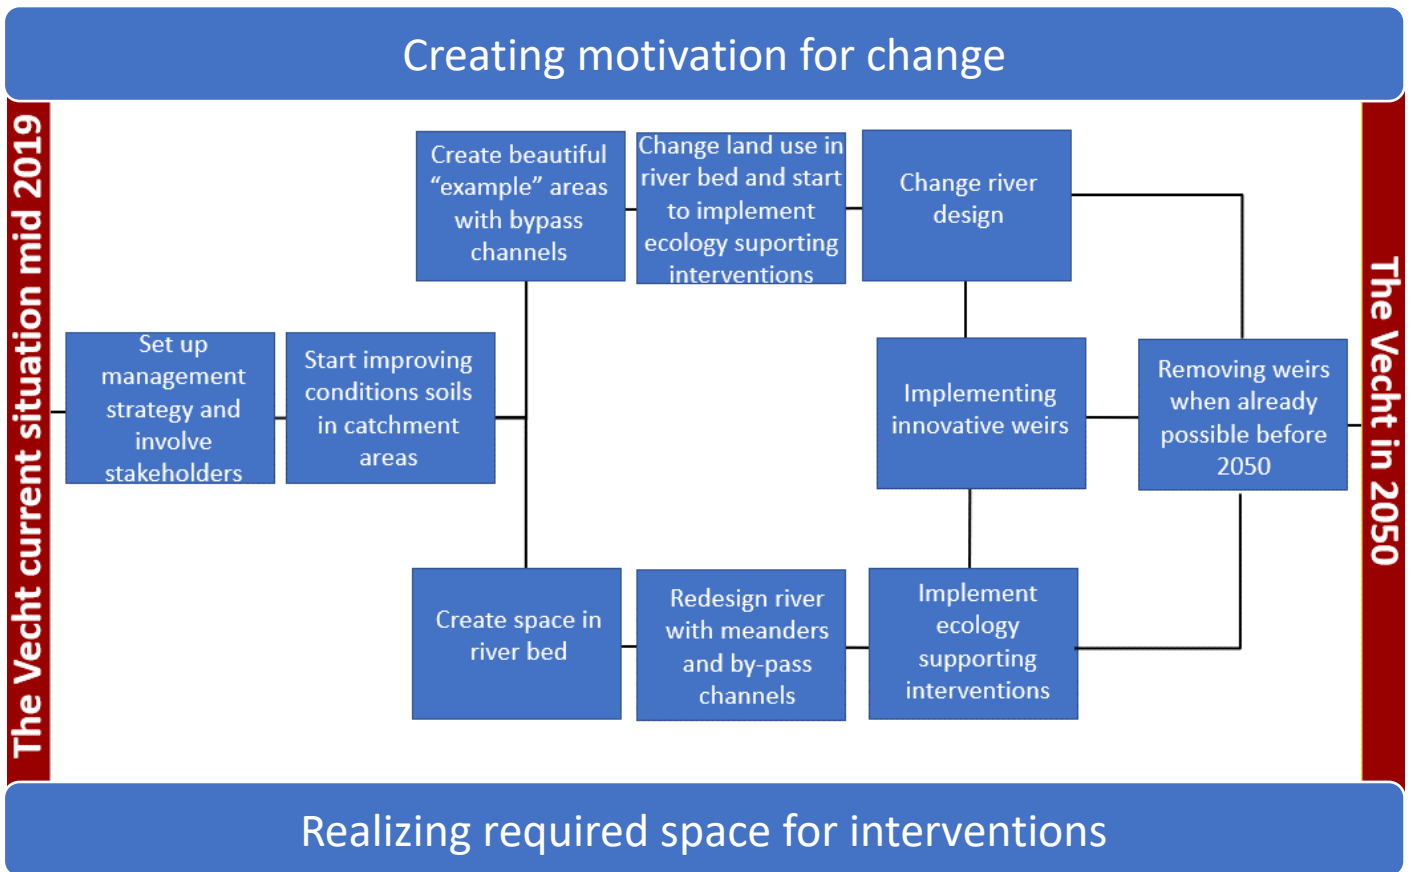 Creating motivation for change
The Vecht current situation mid 2019
Set up
management
strategy and
involve
stakeholders
Start improving
conditions soils
in catchment
areas
Create beautiful
“example” areas
with bypass
channels
Change land use in
river bed and start
to implement
ecology suporting
interventions
Change river
design
Implementing
innovative weirs
Create space in
river bed
Redesign river
with meanders
and by-pass
channels
Implement
ecology
supporting
interventions
Removing weirs
when already
possible before
2050
The Vecht in 2050
Realizing required space for interventions